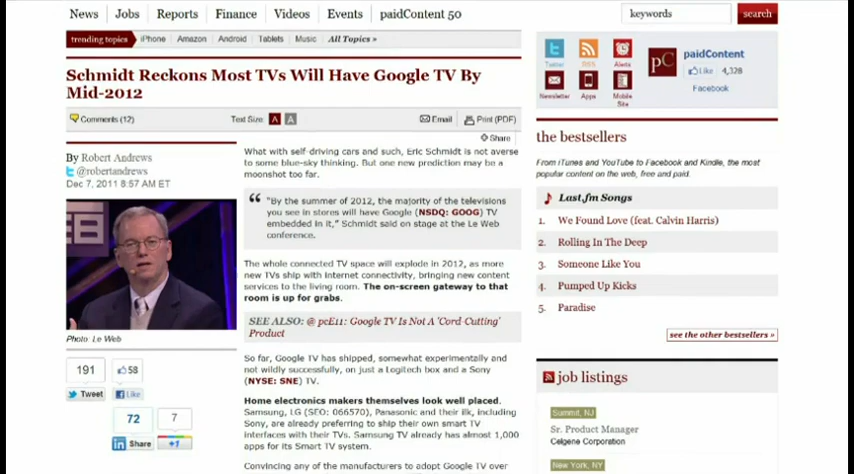 News Jobs Reports Finance Videos Events paidContent 50
keywords search
trending topics iPhone Amazon Android Tablets Music All Topics »
Schmidt Reckons Most TVs Will Have Google TV By
Mid-2012
Comments (12) Text Size: A A Email Print (PDF)
Share
By Robert Andrews
@robertandrews
Dec 7, 2011 8:57 AM ET
Photo: Le Web
191
58
Tweet
Like
72
7
in Share
+1
What with self-driving cars and such, Eric Schmidt is not averse
to some blue-sky thinking. But one new prediction may be a
moonshot too far.
“By the summer of 2012, the majority of the televisions
you see in stores will have Google (NSDQ: GOOG) TV
embedded in it,” Schmidt said on stage at the Le Web
conference.
The whole connected TV space will explode in 2012, as more
new TVs ship with Internet connectivity, bringing new content
services to the living room. The on-screen gateway to that
room is up for grabs.
SEE ALSO: @ pcE11: Google TV Is Not A 'Cord-Cutting'
Product
So far, Google TV has shipped, somewhat experimentally and
not wildly successfully, on just a Logitech box and a Sony
(NYSE: SNE) TV.
Home electronics makers themselves look well placed.
Samsung, LG (SEO: 066570), Panasonic and their ilk, including
Sony, are already preferring to ship their own smart TV
interfaces with their TVs. Samsung TV already has almost 1,000
apps for its Smart TV system.
Convincing any of the manufacturers to adopt Google TV over
Twitter RSS Alerts
Newsletter Apps Mobile
Site
pC
paidContent
Like 4,328
Facebook
the bestsellers
From iTunes and YouTube to Facebook and Kindle, the most
popular content on the web, free and paid.
Last.fm Songs
1. We Found Love (feat. Calvin Harris)
2. Rolling In The Deep
3. Someone Like You
4. Pumped Up Kicks
5. Paradise
see the other bestsellers »
job listings
Summit, NJ
Sr. Product Manager
Celgene Corporation
New York, NY